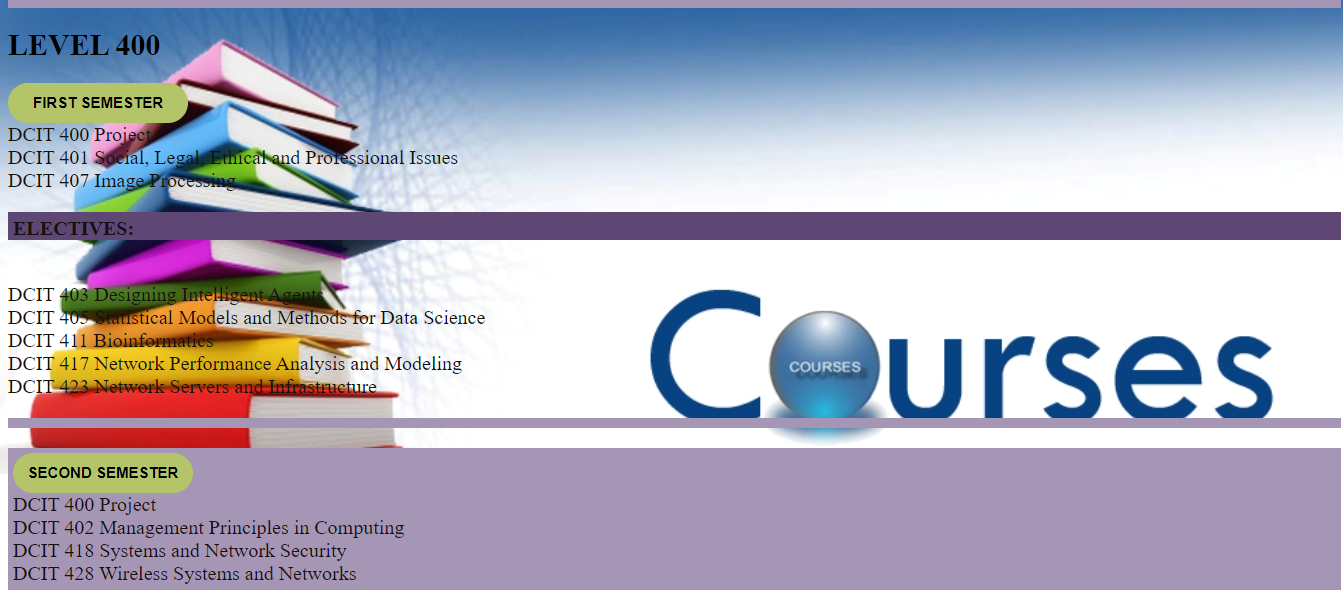 LEVEL 400
FIRST SEMESTER
DCIT 400 Project
DCIT 401 Social, Legal, Ethical and Professional Issues
DCIT 407 Image Processing
ELECTIVES:
DCIT 403 Designing Intelligent Agents
DCIT 405 Statistical Models and Methods for Data Science
DCIT 411 Bioinformatics
DCIT 417 Network Performance Analysis and Modeling
DCIT 423 Network Servers and Infrastructure
Courses
COURSES
SECOND SEMESTER
DCIT 400 Project
DCIT 402 Management Principles in Computing
DCIT 418 Systems and Network Security
DCIT 428 Wireless Systems and Networks